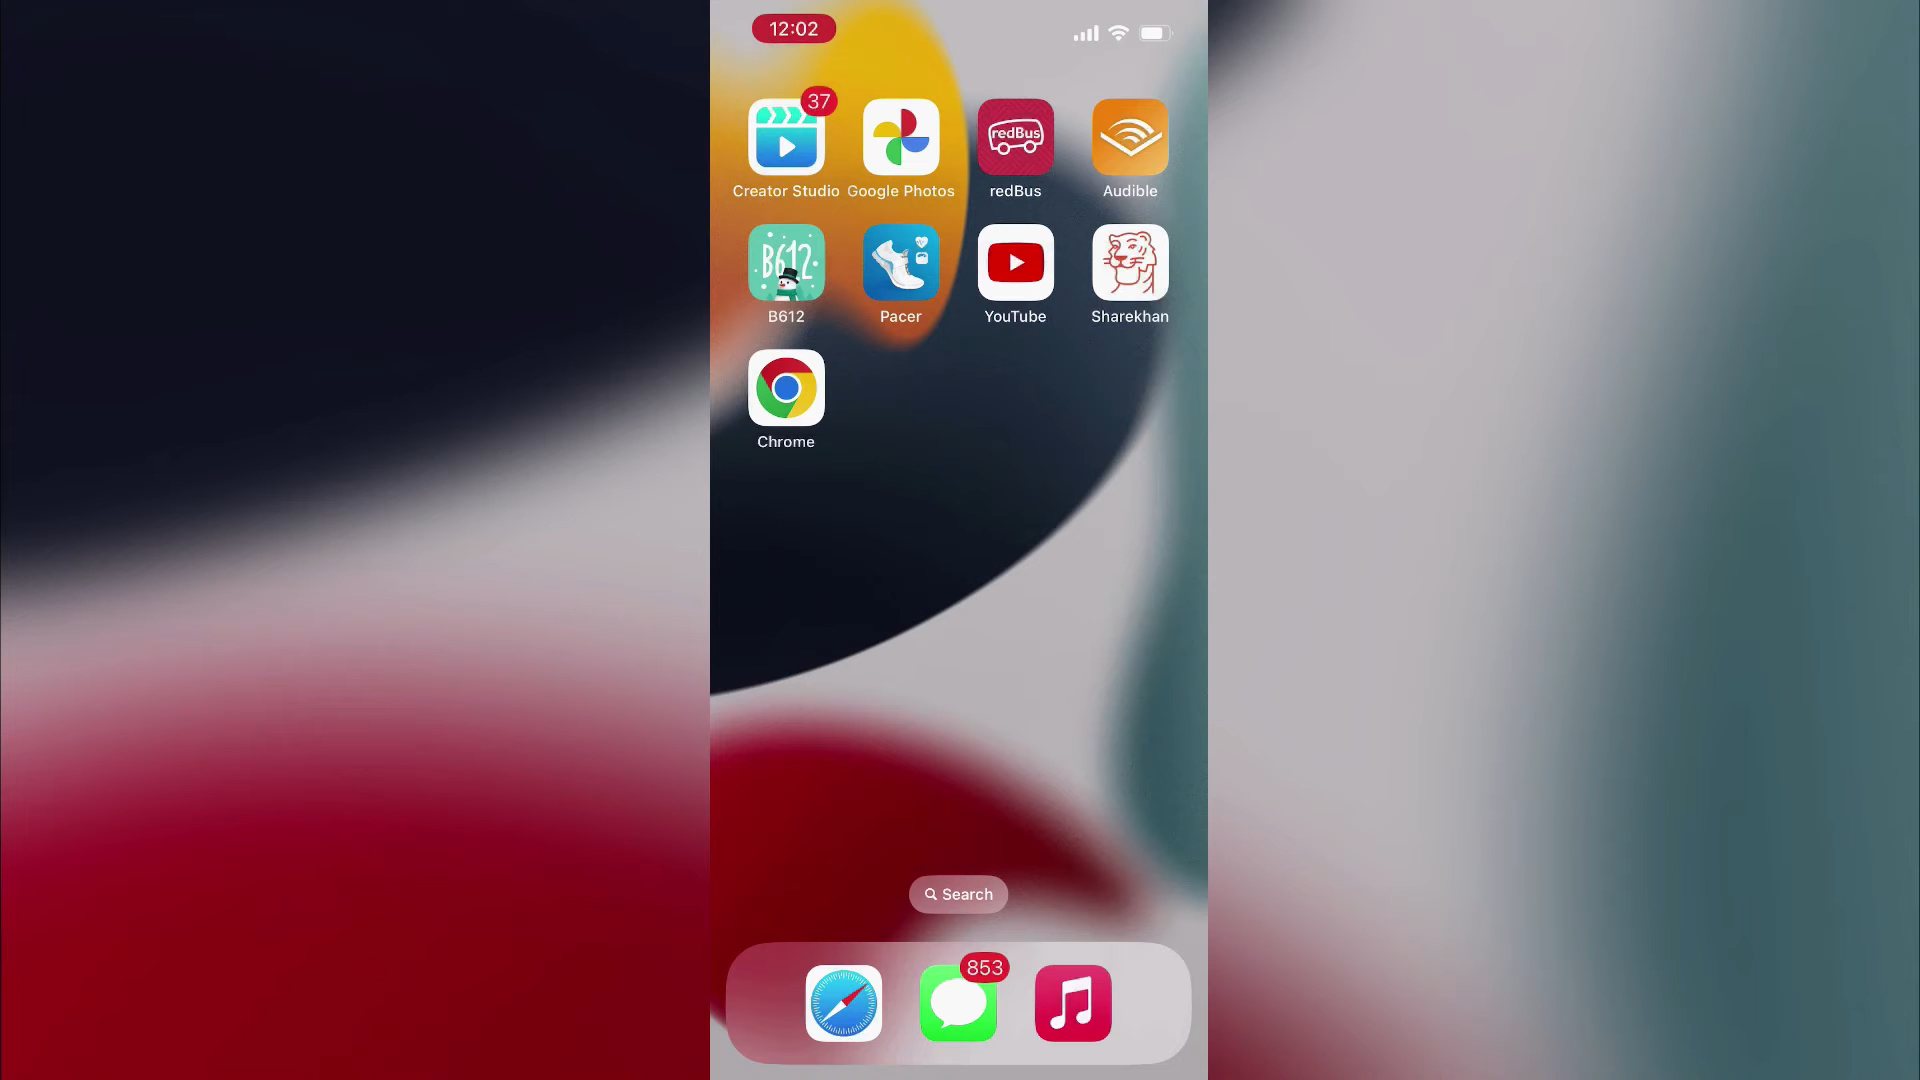 12:02
37
redBus
Creator Studio Google Photos redBus Audible
B612
B612 Pacer YouTube Sharekhan
Chrome
Search
853